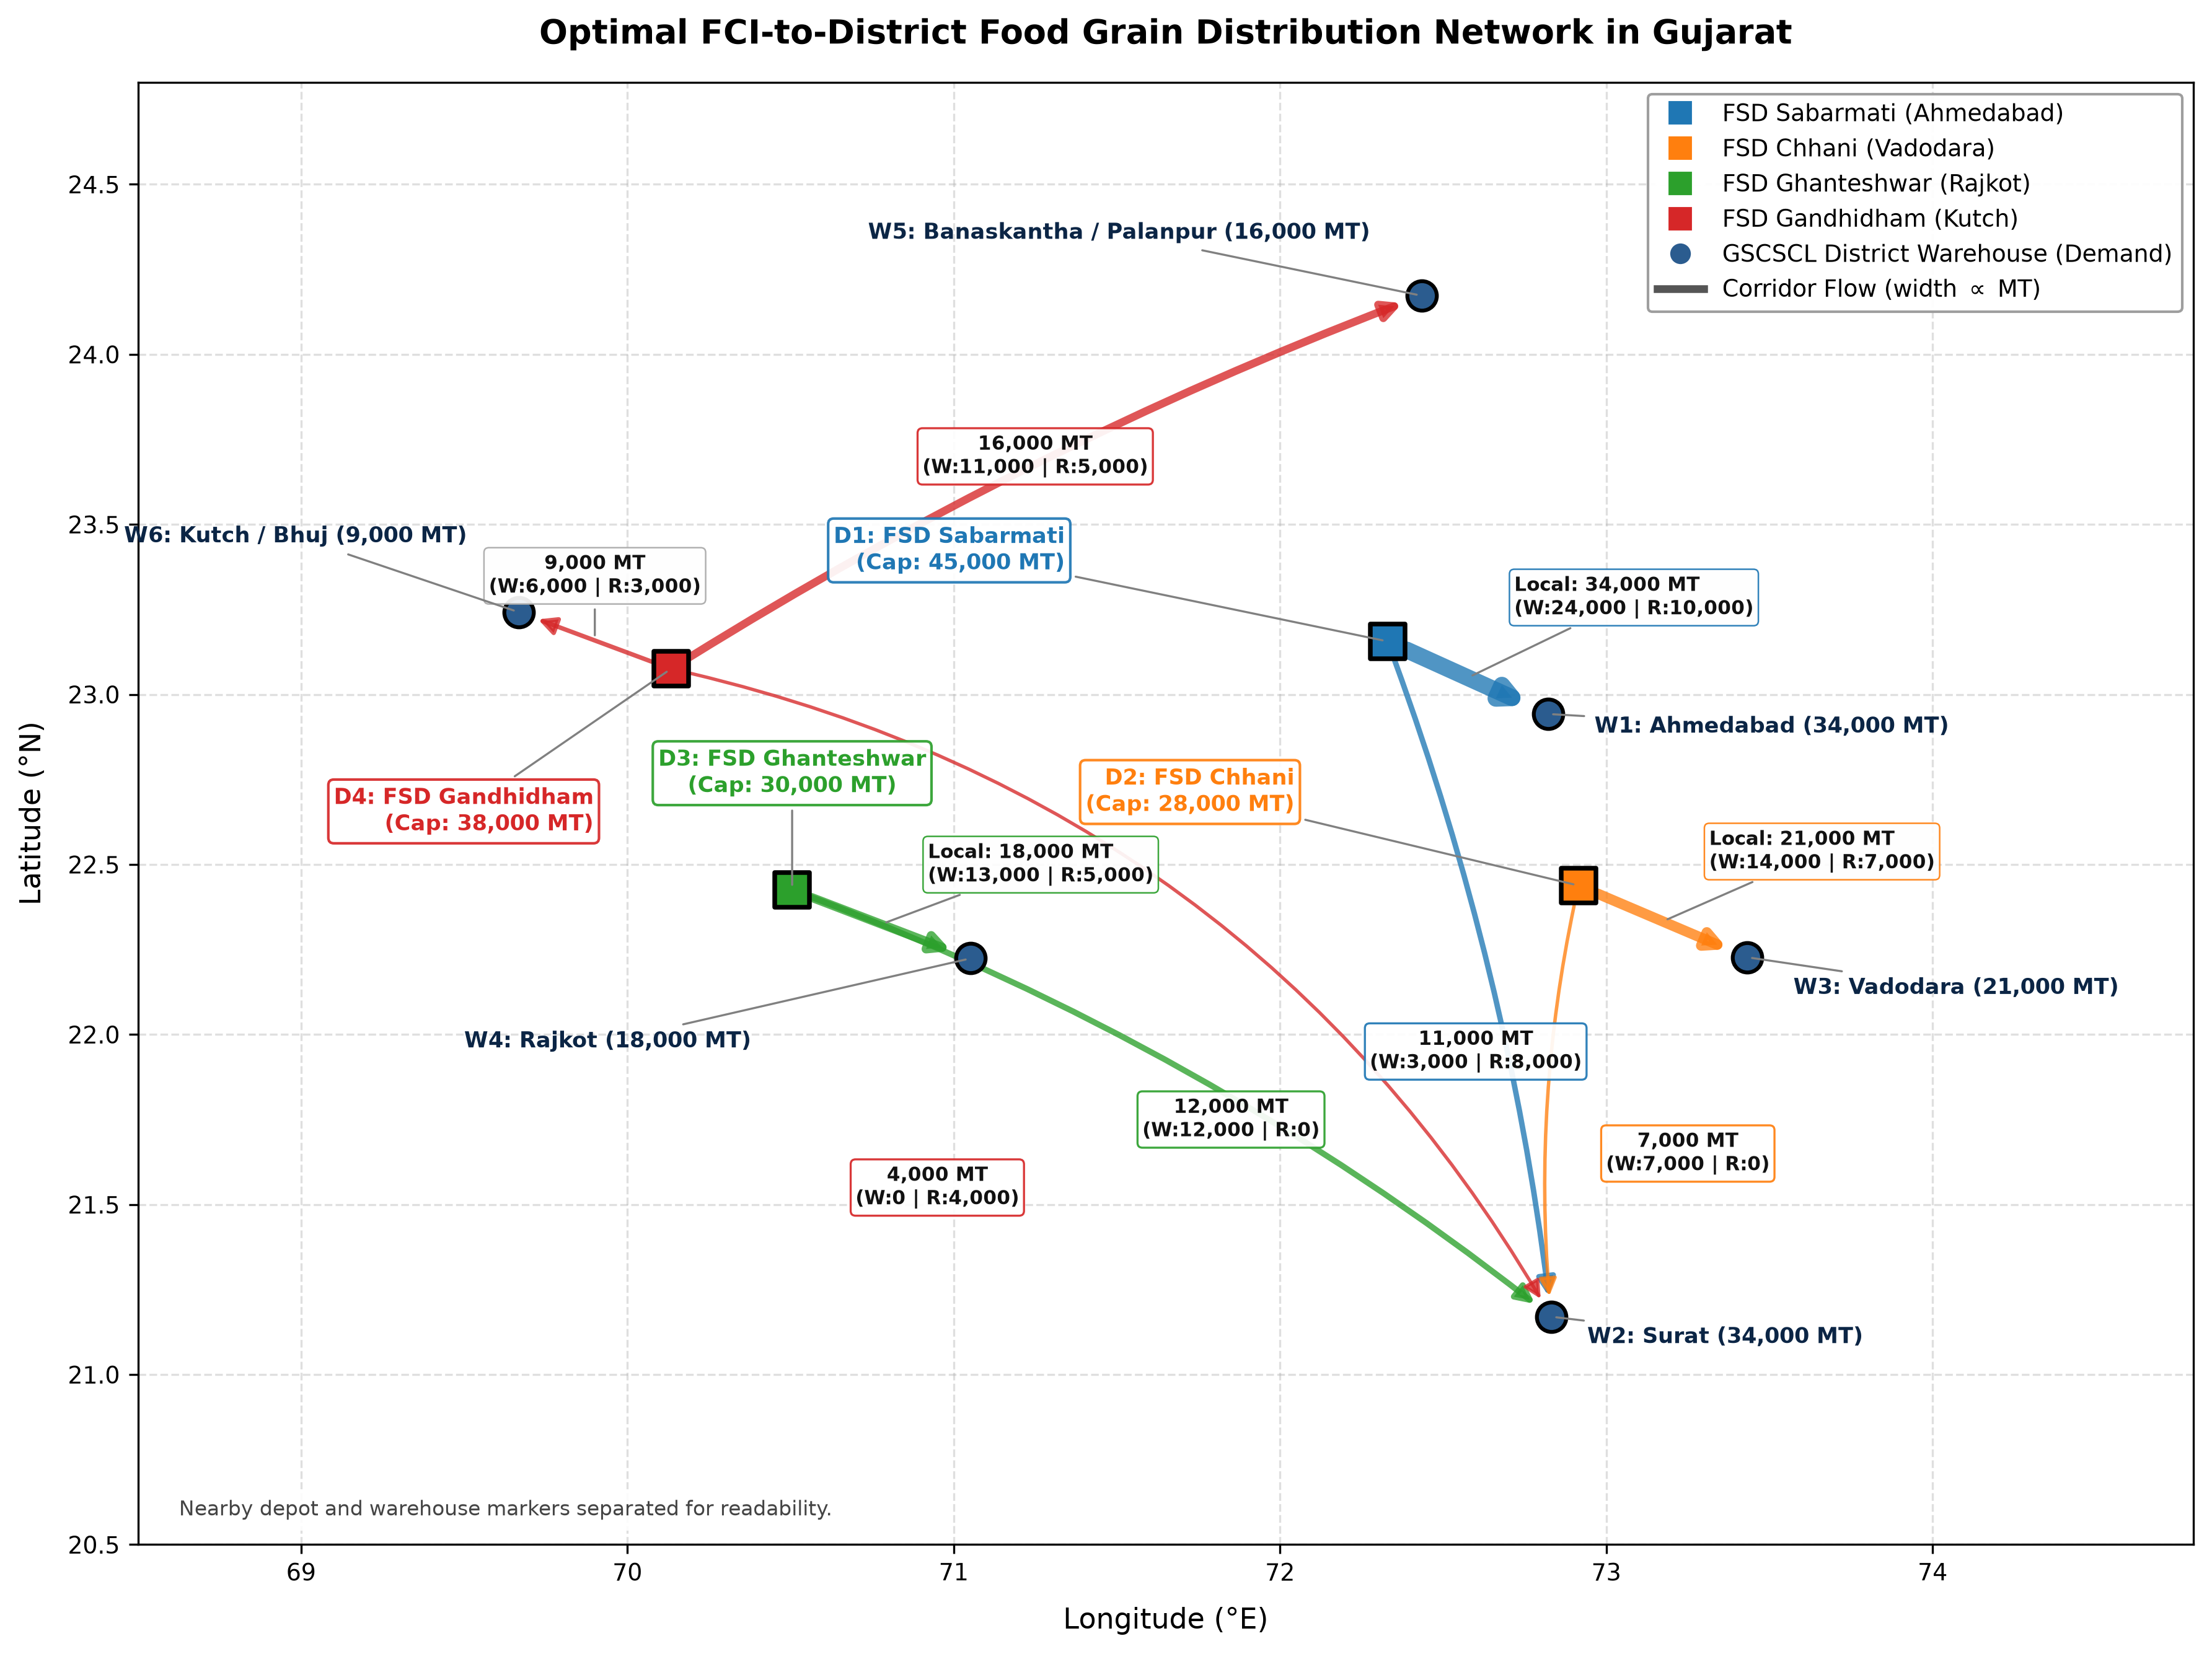 Optimal FCI-to-District Food Grain Distribution Network in Gujarat
FSD Sabarmati (Ahmedabad)
FSD Chhani (Vadodara)
FSD Ghanteshwar (Rajkot)
FSD Gandhidham (Kutch)
GSCSCL District Warehouse (Demand)
Corridor Flow (width ∝ MT)
W5: Banaskantha / Palanpur (16,000 MT)
16,000 MT
(W:11,000 | R:5,000)
W6: Kutch / Bhuj (9,000 MT)
9,000 MT
(W:6,000 | R:3,000)
D1: FSD Sabarmati
(Cap: 45,000 MT)
Local: 34,000 MT
(W:24,000 | R:10,000)
W1: Ahmedabad (34,000 MT)
D4: FSD Gandhidham
(Cap: 38,000 MT)
D3: FSD Ghanteshwar
(Cap: 30,000 MT)
D2: FSD Chhani
(Cap: 28,000 MT)
Local: 18,000 MT
(W:13,000 | R:5,000)
Local: 21,000 MT
(W:14,000 | R:7,000)
W3: Vadodara (21,000 MT)
W4: Rajkot (18,000 MT)
11,000 MT
(W:3,000 | R:8,000)
12,000 MT
(W:12,000 | R:0)
7,000 MT
(W:7,000 | R:0)
4,000 MT
(W:0 | R:4,000)
W2: Surat (34,000 MT)
Nearby depot and warehouse markers separated for readability.
Latitude (°N)
24.5
24.0
23.5
23.0
22.5
22.0
21.5
21.0
20.5
69
70
71
72
73
74
Longitude (°E)